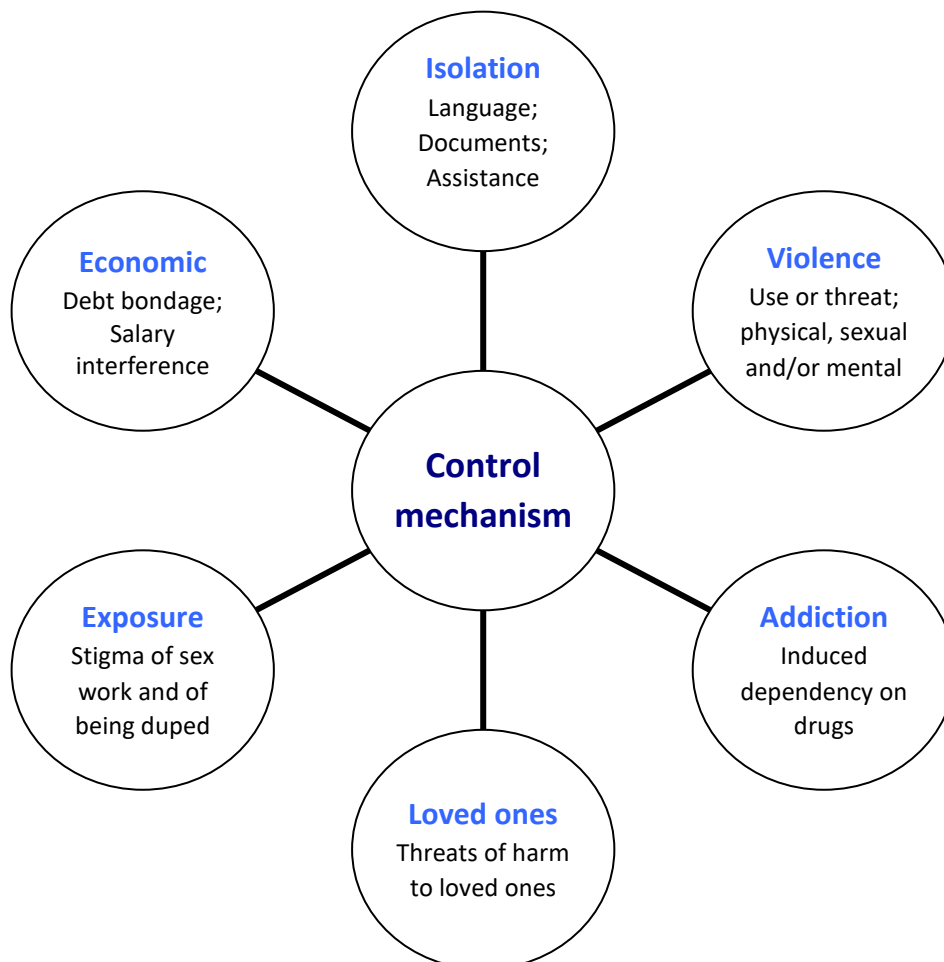 Isolation
Language;
Documents;
Assistance
Economic
Debt bondage;
Salary
interference
Violence
Use or threat;
physical, sexual
and/or mental
Control
mechanism
Exposure
Stigma of sex
work and of
being duped
Addiction
Induced
dependency on
drugs
Loved ones
Threats of harm
to loved ones